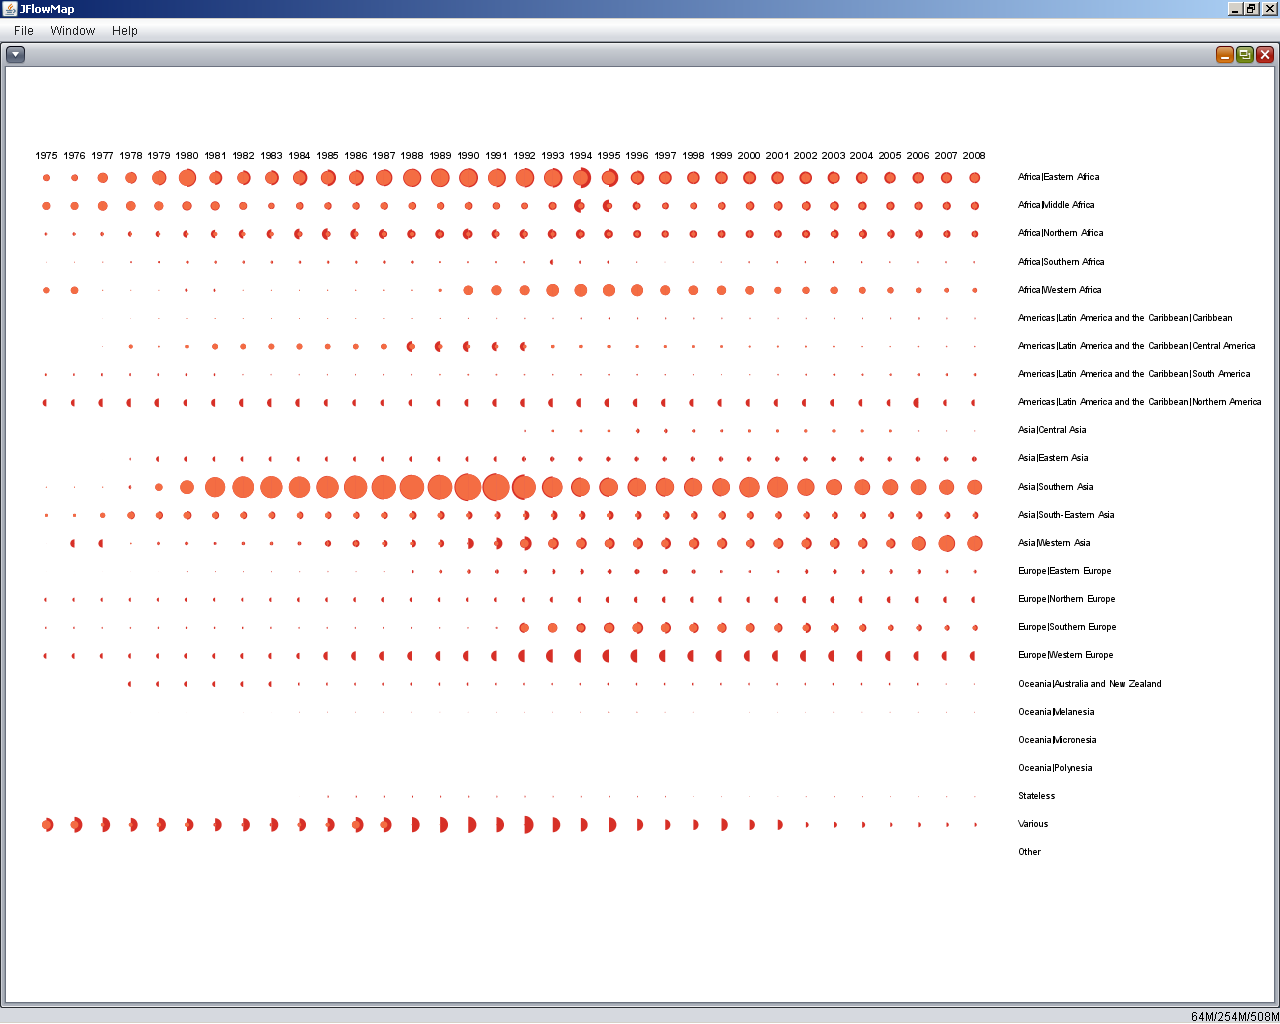 JFlowMap
File Window Help
1975 1976 1977 1978 1979 1980 1981 1982 1983 1984 1985 1986 1987 1988 1989 1990 1991 1992 1993 1994 1995 1996 1997 1998 1999 2000 2001 2002 2003 2004 2005 2006 2007 2008
Africa|Eastern Africa
Africa|Middle Africa
Africa|Northern Africa
Africa|Southern Africa
Africa|Western Africa
Americas|Latin America and the Caribbean|Caribbean
Americas|Latin America and the Caribbean|Central America
Americas|Latin America and the Caribbean|South America
Americas|Latin America and the Caribbean|Northern America
Asia|Central Asia
Asia|Eastern Asia
Asia|Southern Asia
Asia|South-Eastern Asia
Asia|Western Asia
Europe|Eastern Europe
Europe|Northern Europe
Europe|Southern Europe
Europe|Western Europe
Oceania|Australia and New Zealand
Oceania|Melanesia
Oceania|Micronesia
Oceania|Polynesia
Stateless
Various
Other
64M/254M/508M